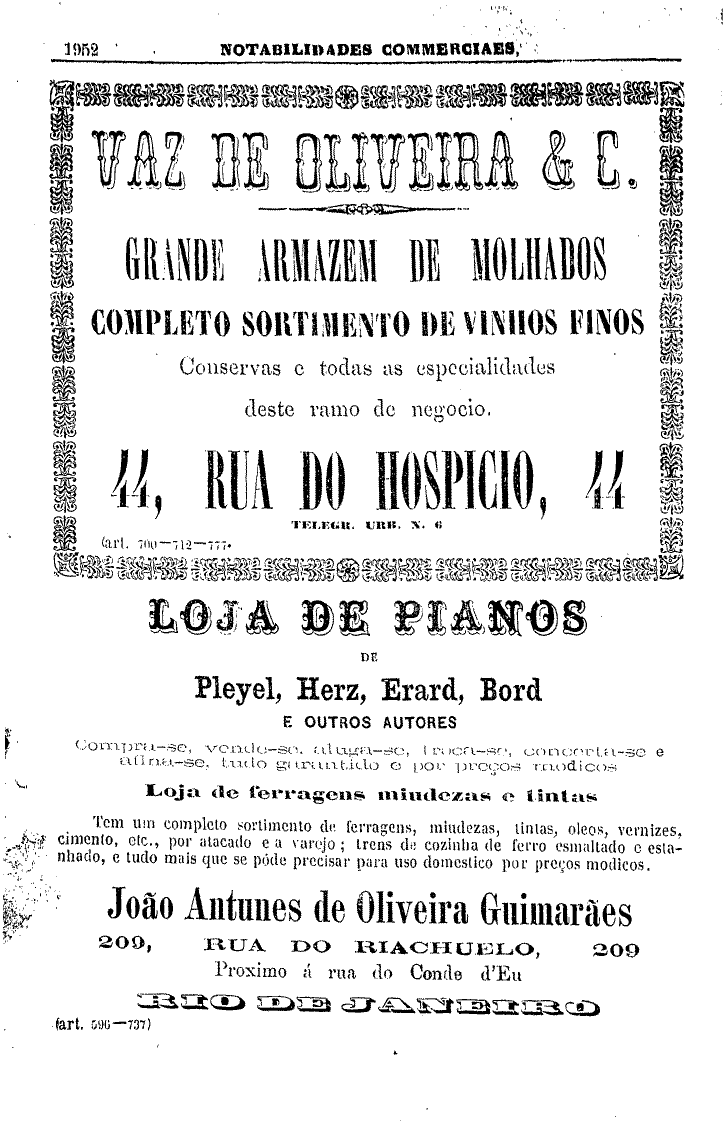 1952 NOTABILIDADES COMMERCIAES,
VAZ DE OLIVEIRA & C.
GRANDE ARMAZEM DE MOLHADOS
COMPLETO SORTIMENTO DE VINHOS FINOS
Conservas e todas as especialidades
deste ramo de negocio.
44, RUA DO HOSPICIO, 44
TELEGR. URB. N. 6
(art. 700—712—777.
LOJA DE PIANOS
DE
Pleyel, Herz, Erard, Bord
E OUTROS AUTORES
Compra-se, vende-se, aluga-se, troca-se, concerta-se e
afina-se, tudo garantido e por preços modicos
Loja de ferragens miudezas e tintas
Tem um completo sortimento de ferragens, miudezas, tintas, oleos, vernizes,
cimento, etc., por atacado e a varejo; trens de cozinha de ferro esmaltado e esta-
nhado, e tudo mais que se póde precisar para uso domestico por preços modicos.
João Antunes de Oliveira Guimarães
209, RUA DO RIACHUELO, 209
Proximo á rua do Conde d'Eu
RIO DE JANEIRO
(art. 596—737)